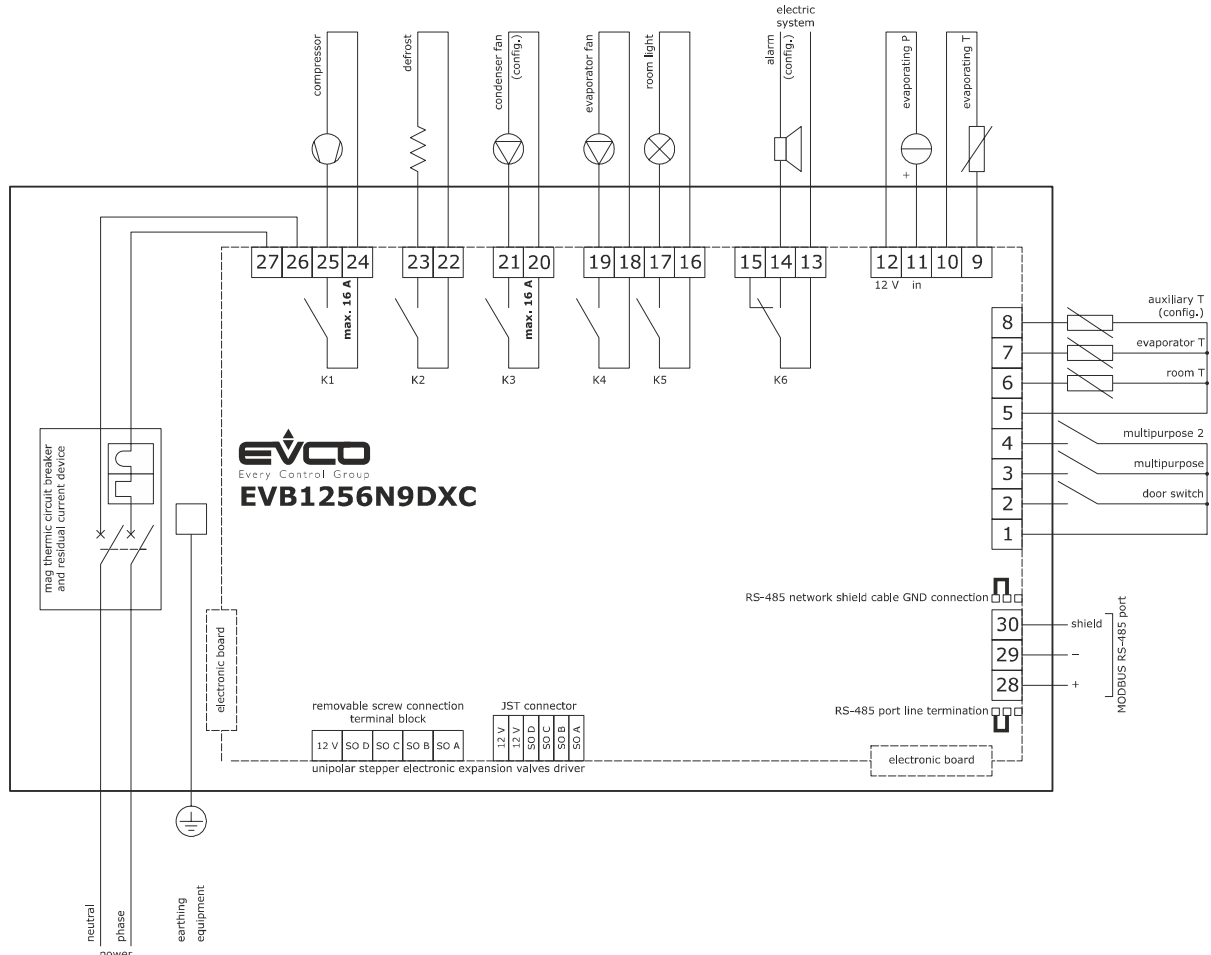 electric
system
compressor
defrost
condenser fan
(config.)
evaporator fan
room light
alarm
(config.)
evaporating P
evaporating T
+
27 26 25 24
23 22
21 20
19 18 17 16
15 14 13
12 11 10 9
12 V in
max. 16 A
max. 16 A
K1
K2
K3
K4
K5
K6
8
7
6
5
4
3
2
1
auxiliary T
(config.)
evaporator T
room T
multipurpose 2
multipurpose
door switch
mag thermic circuit breaker
and residual current device
EVCO
Every Control Group
EVB1256N9DXC
RS-485 network shield cable GND connection
30
29
28
shield
–
+
MODBUS RS-485 port
RS-485 port line termination
electronic board
removable screw connection
terminal block
12 V SO D SO C SO B SO A
JST connector
12 V
12 V
SO D
SO C
SO B
SO A
unipolar stepper electronic expansion valves driver
electronic board
neutral
phase
earthing
equipment
power